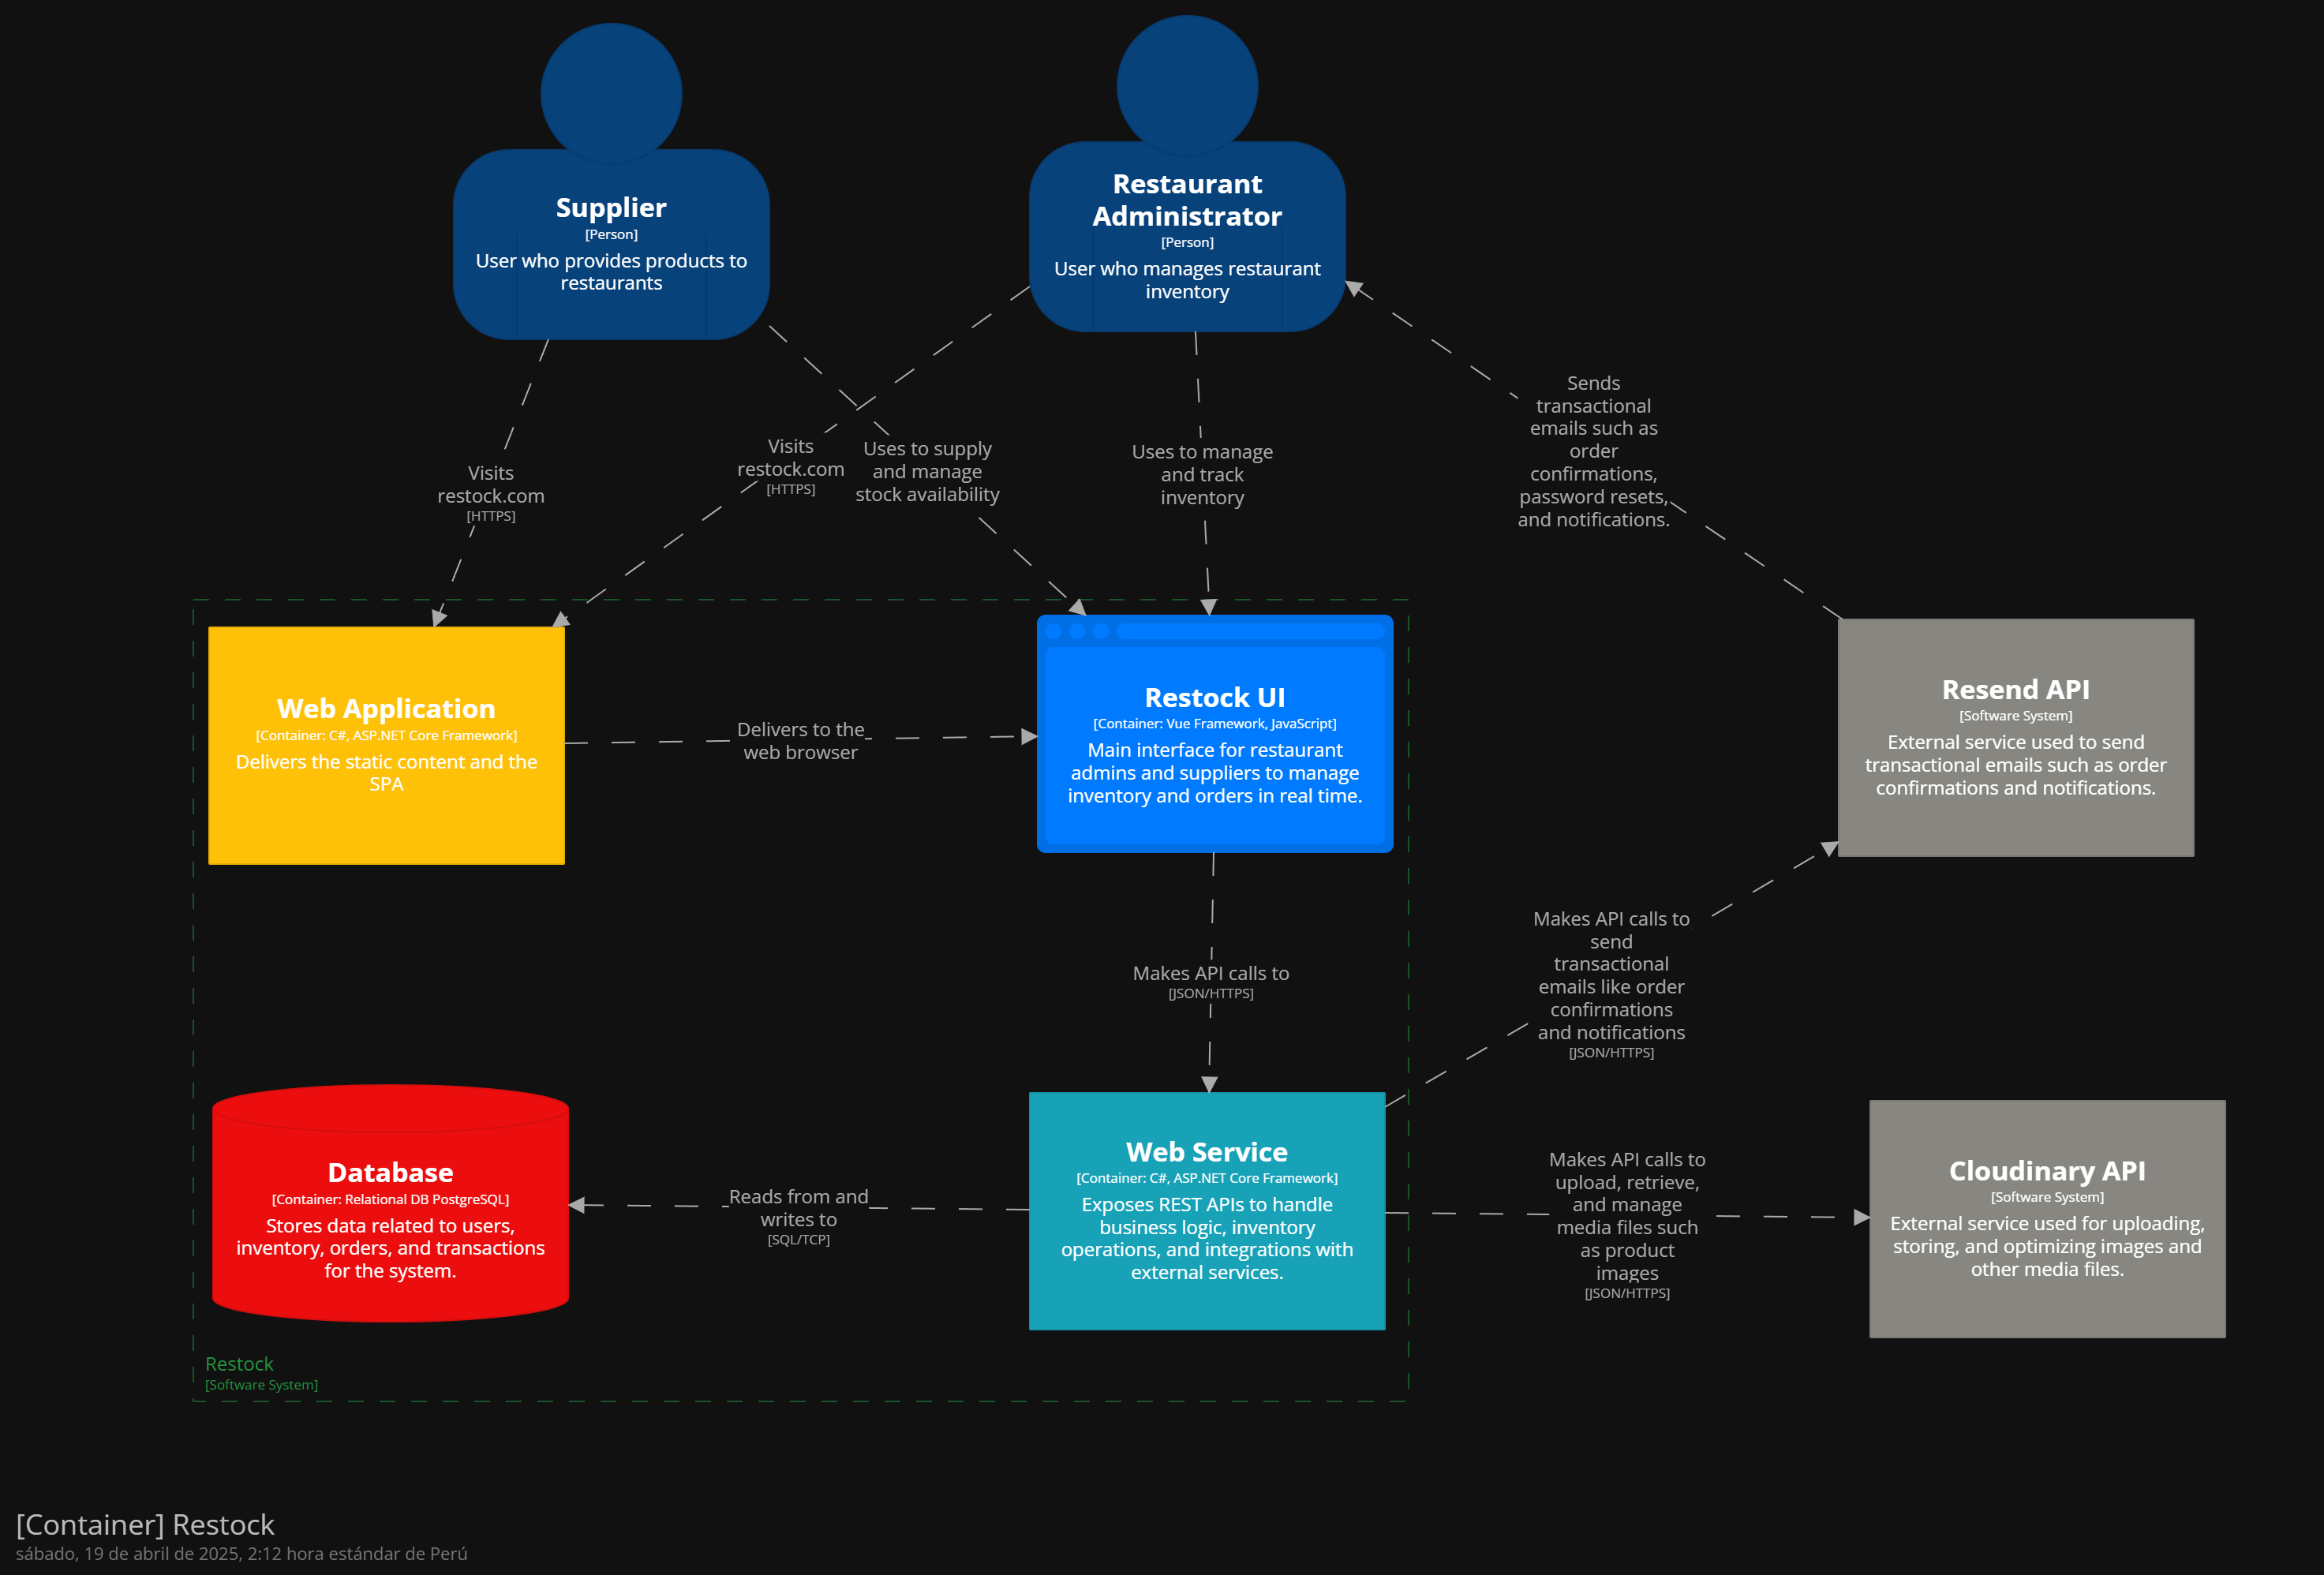 Supplier
[Person]
User who provides products to
restaurants
Restaurant
Administrator
[Person]
User who manages restaurant
inventory
Visits
restock.com
[HTTPS]
Visits
restock.com
[HTTPS]
Uses to supply
and manage
stock availability
Uses to manage
and track
inventory
Sends
transactional
emails such as
order
confirmations,
password resets,
and notifications.
Web Application
[Container: C#, ASP.NET Core Framework]
Delivers the static content and the
SPA
Delivers to the
web browser
Restock UI
[Container: Vue Framework, JavaScript]
Main interface for restaurant
admins and suppliers to manage
inventory and orders in real time.
Resend API
[Software System]
External service used to send
transactional emails such as order
confirmations and notifications.
Makes API calls to
[JSON/HTTPS]
Makes API calls to
send
transactional
emails like order
confirmations
and notifications
[JSON/HTTPS]
Database
[Container: Relational DB PostgreSQL]
Stores data related to users,
inventory, orders, and transactions
for the system.
Reads from and
writes to
[SQL/TCP]
Web Service
[Container: C#, ASP.NET Core Framework]
Exposes REST APIs to handle
business logic, inventory
operations, and integrations with
external services.
Makes API calls to
upload, retrieve,
and manage
media files such
as product
images
[JSON/HTTPS]
Cloudinary API
[Software System]
External service used for uploading,
storing, and optimizing images and
other media files.
Restock
[Software System]
[Container] Restock
sábado, 19 de abril de 2025, 2:12 hora estándar de Perú